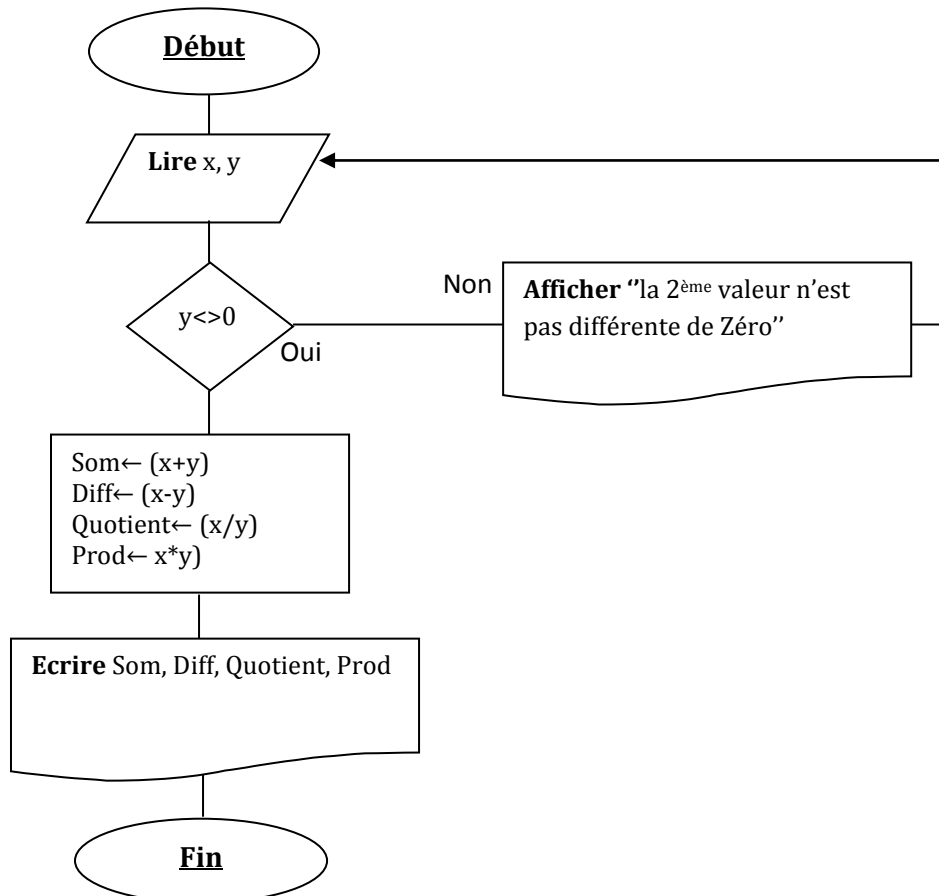 Début
Lire x, y
y<>0
Non
Oui
Afficher ‘’la 2ème valeur n’est
pas différente de Zéro’’
Som← (x+y)
Diff← (x-y)
Quotient← (x/y)
Prod← x*y)
Ecrire Som, Diff, Quotient, Prod
Fin